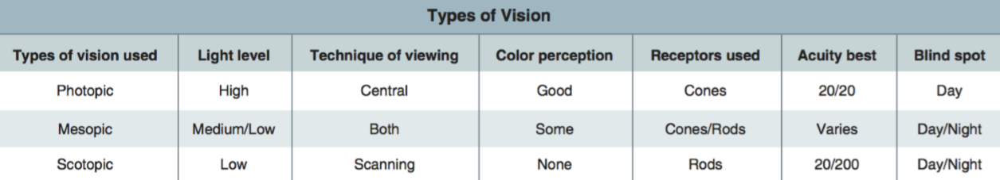 Types of Vision
Types of vision used Light level Technique of viewing Color perception Receptors used Acuity best Blind spot
Photopic High Central Good Cones 20/20 Day
Mesopic Medium/Low Both Some Cones/Rods Varies Day/Night
Scotopic Low Scanning None Rods 20/200 Day/Night